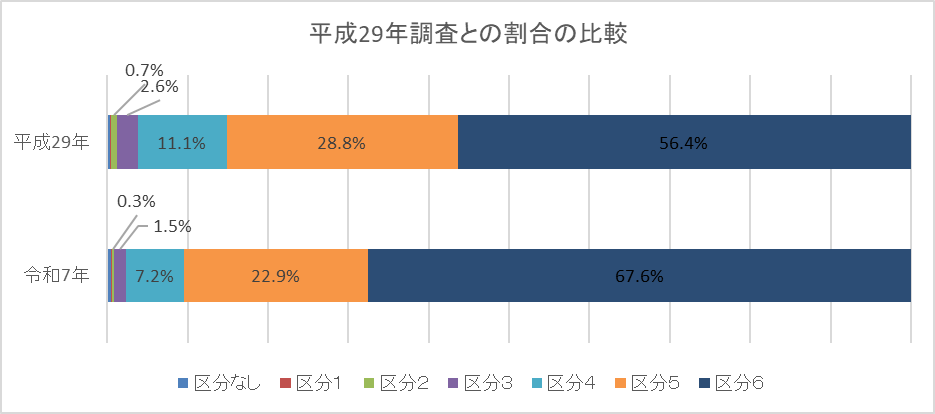 平成29年調査との割合の比較
0.7%
2.6%
平成29年
11.1%
28.8%
56.4%
0.3%
1.5%
令和7年
7.2%
22.9%
67.6%
区分なし 区分1 区分2 区分3 区分4 区分5 区分6